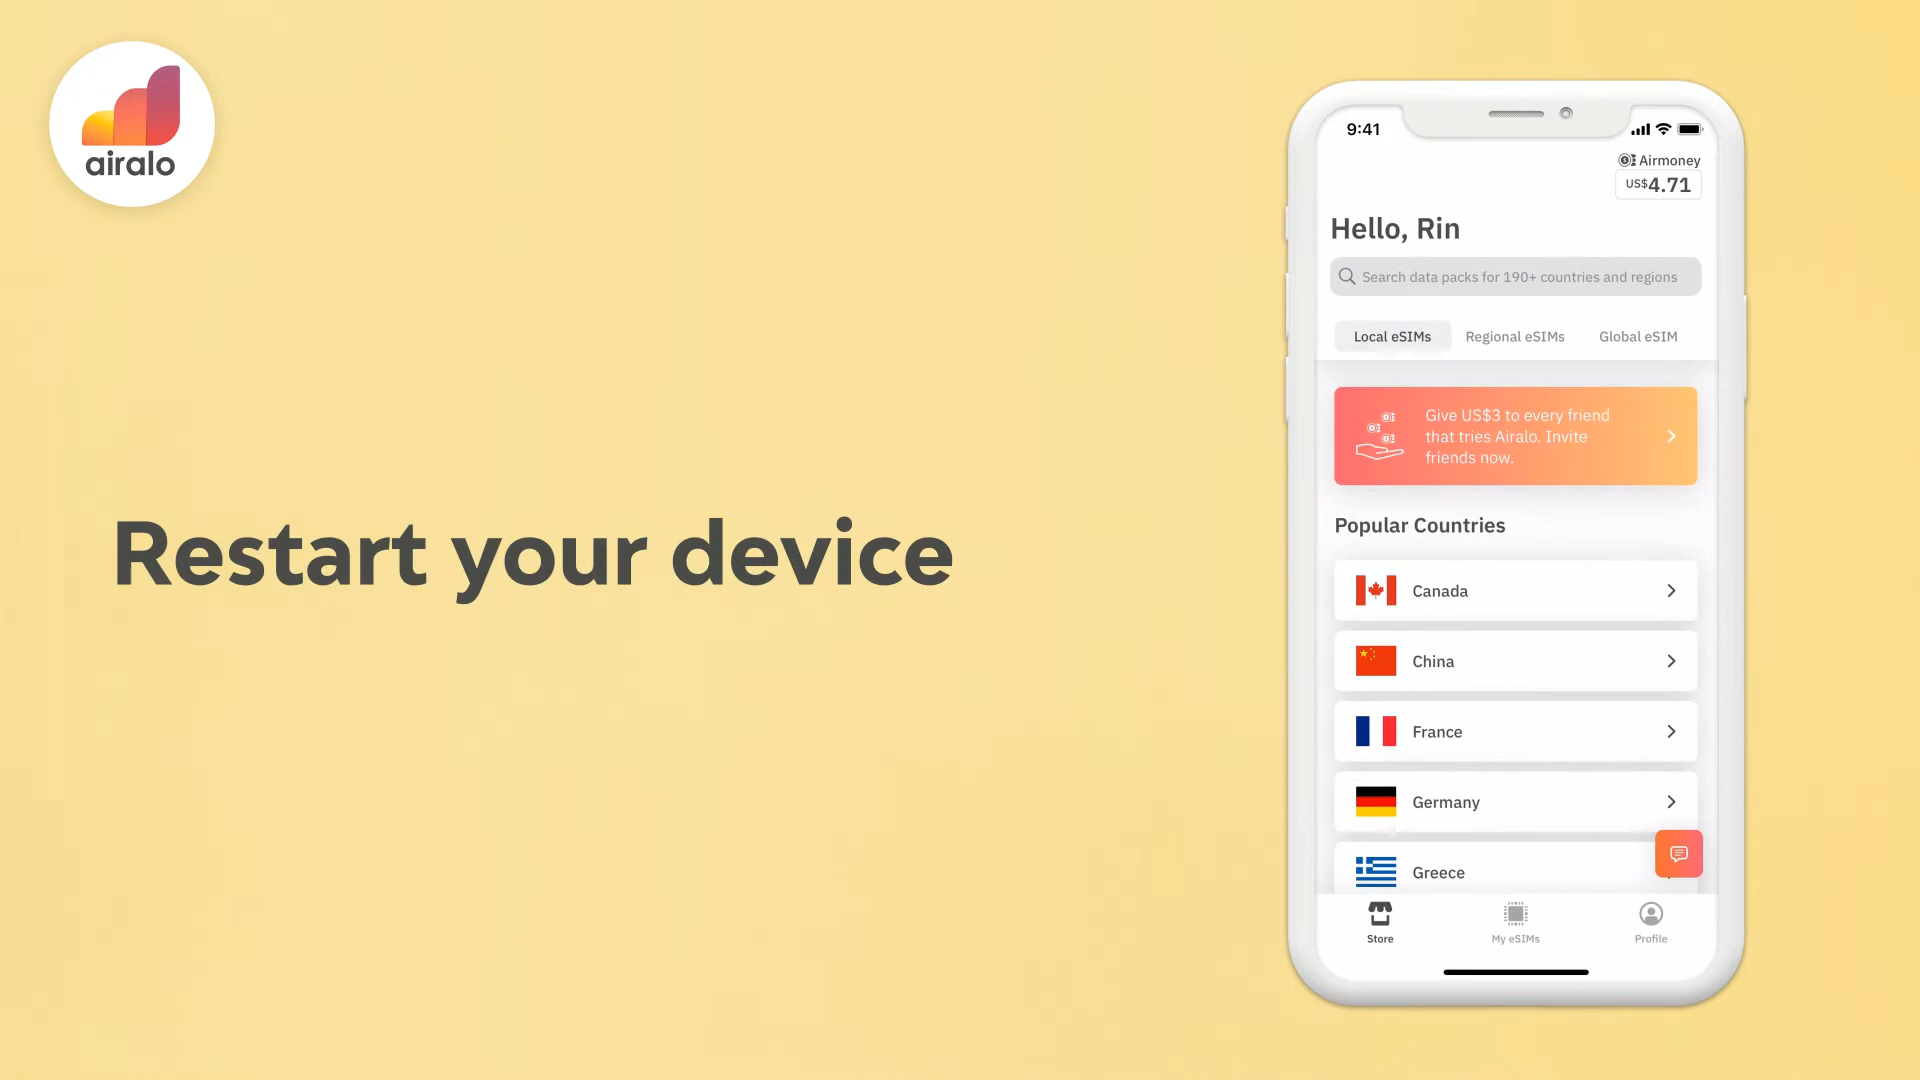 airalo
Restart your device
9:41
Airmoney
US$4.71
Hello, Rin
Search data packs for 190+ countries and regions
Local eSIMs Regional eSIMs Global eSIM
Give US$3 to every friend
that tries Airalo. Invite
friends now.
Popular Countries
Canada
China
France
Germany
Greece
Store My eSIMs Profile